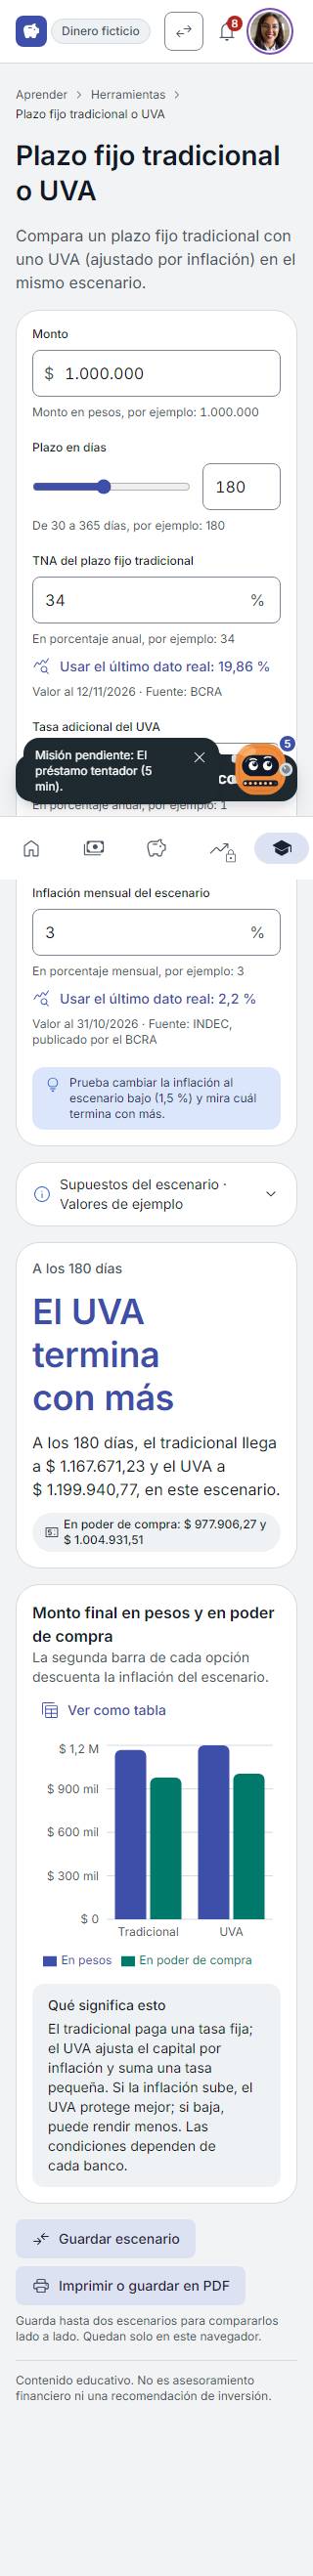 Dinero ficticio
8
Aprender
Herramientas
Plazo fijo tradicional o UVA
Plazo fijo tradicional
o UVA
Compara un plazo fijo tradicional con
uno UVA (ajustado por inflación) en el
mismo escenario.
Monto
$ 1.000.000
Monto en pesos, por ejemplo: 1.000.000
Plazo en días
180
De 30 a 365 días, por ejemplo: 180
TNA del plazo fijo tradicional
34 %
En porcentaje anual, por ejemplo: 34
Usar el último dato real: 19,86 %
Valor al 12/11/2026 · Fuente: BCRA
Tasa adicional del UVA
5
Misión pendiente: El
préstamo tentador (5
min).
En porcentaje anual, por ejemplo: 1
Inflación mensual del escenario
3 %
En porcentaje mensual, por ejemplo: 3
Usar el último dato real: 2,2 %
Valor al 31/10/2026 · Fuente: INDEC,
publicado por el BCRA
Prueba cambiar la inflación al
escenario bajo (1,5 %) y mira cuál
termina con más.
Supuestos del escenario ·
Valores de ejemplo
A los 180 días
El UVA
termina
con más
A los 180 días, el tradicional llega
a $ 1.167.671,23 y el UVA a
$ 1.199.940,77, en este escenario.
En poder de compra: $ 977.906,27 y
$ 1.004.931,51
Monto final en pesos y en poder
de compra
La segunda barra de cada opción
descuenta la inflación del escenario.
Ver como tabla
$ 1,2 M
$ 900 mil
$ 600 mil
$ 300 mil
$ 0
Tradicional UVA
En pesos En poder de compra
Qué significa esto
El tradicional paga una tasa fija;
el UVA ajusta el capital por
inflación y suma una tasa
pequeña. Si la inflación sube, el
UVA protege mejor; si baja,
puede rendir menos. Las
condiciones dependen de
cada banco.
Guardar escenario
Imprimir o guardar en PDF
Guarda hasta dos escenarios para compararlos
lado a lado. Quedan solo en este navegador.
Contenido educativo. No es asesoramiento
financiero ni una recomendación de inversión.